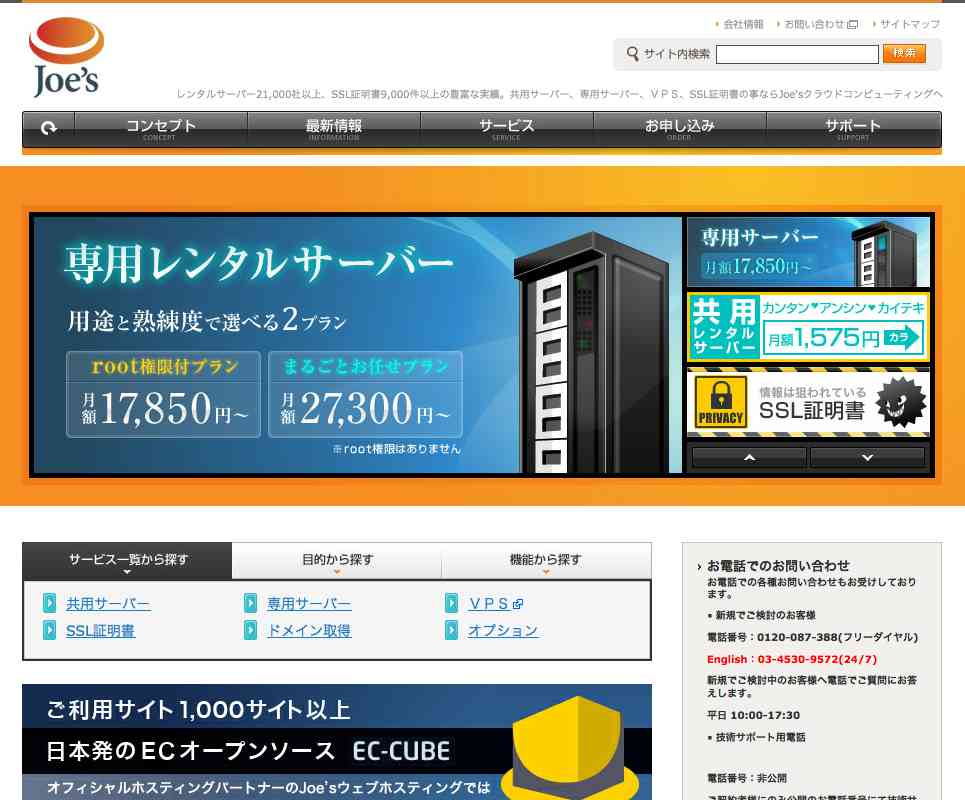 会社情報 お問い合わせ サイトマップ
Joe's
サイト内検索 検索
レンタルサーバー21,000社以上、SSL証明書9,000件以上の豊富な実績。共用サーバー、専用サーバー、ＶＰＳ、SSL証明書の事ならJoe'sクラウドコンピューティングへ
コンセプト 最新情報 サービス お申し込み サポート
CONCEPT INFORMATION SERVICE ORDER SUPPORT
専用レンタルサーバー
用途と熟練度で選べる2プラン
root権限付プラン
月額17,850円～
まるごとお任せプラン
月額27,300円～
※root権限はありません
専用サーバー
月額17,850円～
共用
レンタル
サーバー
カンタン♥アンシン♥カイテキ
月額1,575円カラ
PRIVACY
情報は狙われている
SSL証明書
サービス一覧から探す 目的から探す 機能から探す
共用サーバー 専用サーバー ＶＰＳ
SSL証明書 ドメイン取得 オプション
ご利用サイト1,000サイト以上
日本発のECオープンソース EC-CUBE
オフィシャルホスティングパートナーのJoe'sウェブホスティングでは
お電話でのお問い合わせ
お電話での各種お問い合わせもお受けしており
ます。
▪ 新規でご検討のお客様
電話番号：0120-087-388(フリーダイヤル)
English：03-4530-9572(24/7)
新規でご検討中のお客様へ電話でご質問にお答
えします。
平日 10:00-17:30
▪ 技術サポート用電話
電話番号：非公開